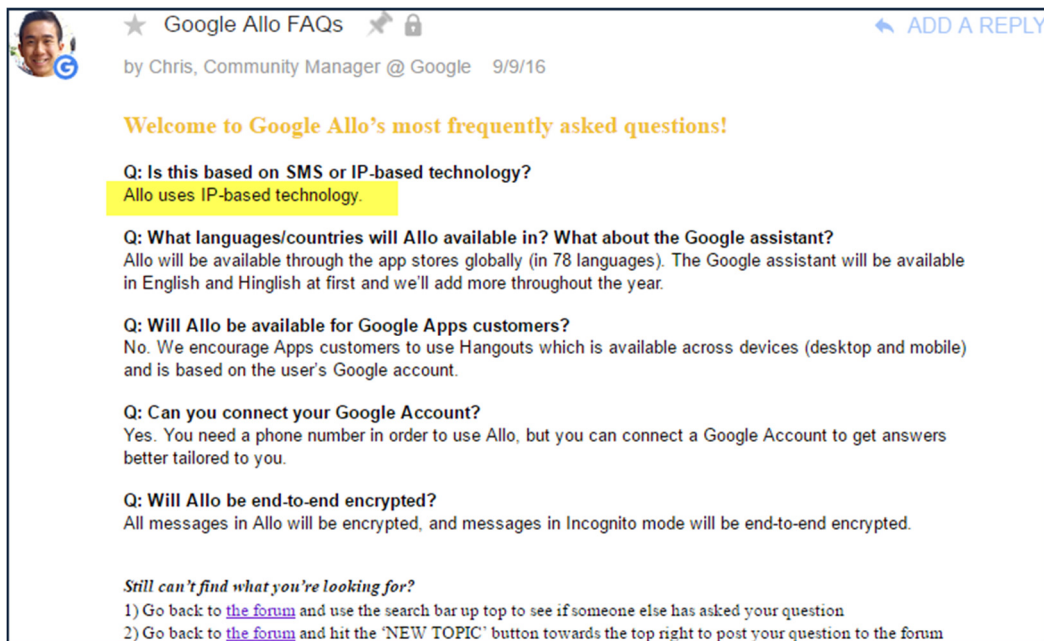 Google Allo FAQs
ADD A REPLY
by Chris, Community Manager @ Google 9/9/16
Welcome to Google Allo's most frequently asked questions!
Q: Is this based on SMS or IP-based technology?
Allo uses IP-based technology.
Q: What languages/countries will Allo available in? What about the Google assistant?
Allo will be available through the app stores globally (in 78 languages). The Google assistant will be available
in English and Hinglish at first and we'll add more throughout the year.
Q: Will Allo be available for Google Apps customers?
No. We encourage Apps customers to use Hangouts which is available across devices (desktop and mobile)
and is based on the user's Google account.
Q: Can you connect your Google Account?
Yes. You need a phone number in order to use Allo, but you can connect a Google Account to get answers
better tailored to you.
Q: Will Allo be end-to-end encrypted?
All messages in Allo will be encrypted, and messages in Incognito mode will be end-to-end encrypted.
Still can't find what you're looking for?
1) Go back to the forum and use the search bar up top to see if someone else has asked your question
2) Go back to the forum and hit the 'NEW TOPIC' button towards the top right to post your question to the forum